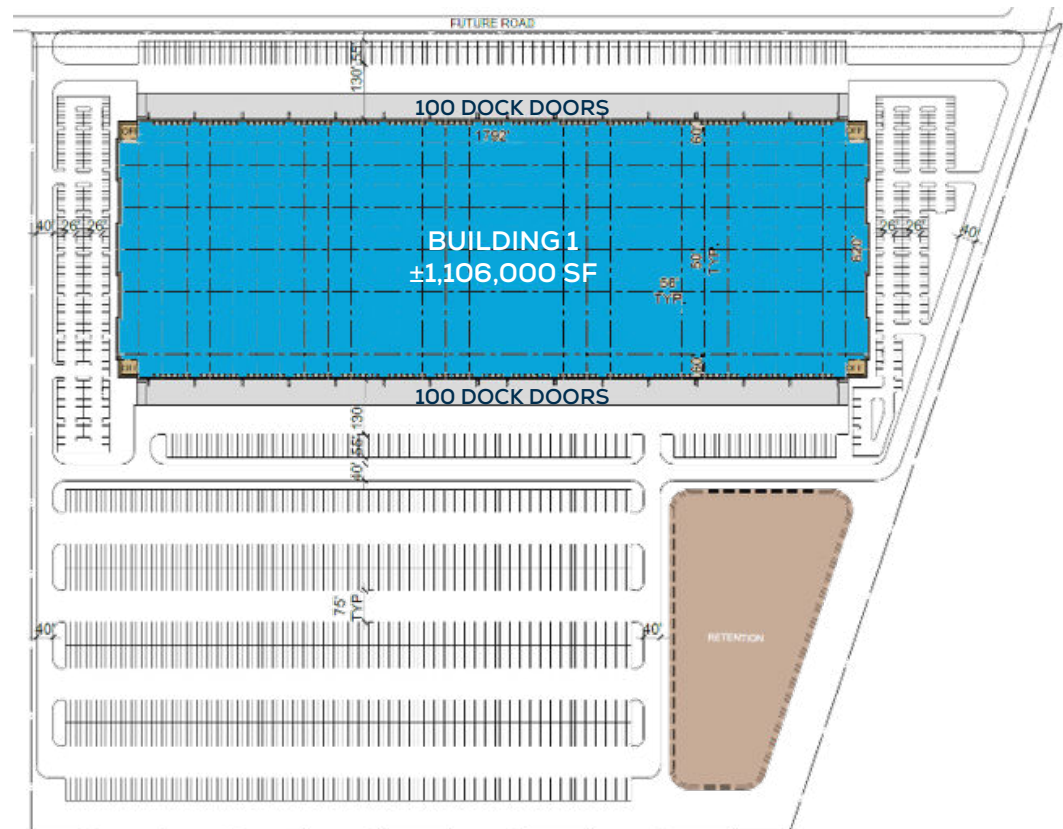 FUTURE ROAD
55'
130'
100 DOCK DOORS
OFF
1792'
60'
OFF
40'
26'
26'
26'
26'
40'
BUILDING 1
±1,106,000 SF
50'
TYP.
620'
56'
TYP.
OFF
60'
OFF
100 DOCK DOORS
130'
55'
40'
75'
TYP
40'
40'
RETENTION